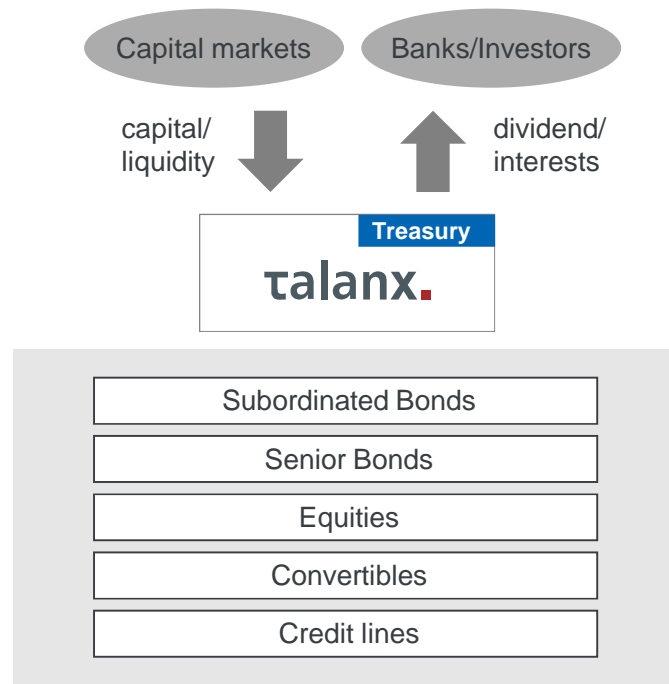 Capital markets
Banks/Investors
capital/
liquidity
dividend/
interests
Treasury
talanx.
Subordinated Bonds
Senior Bonds
Equities
Convertibles
Credit lines